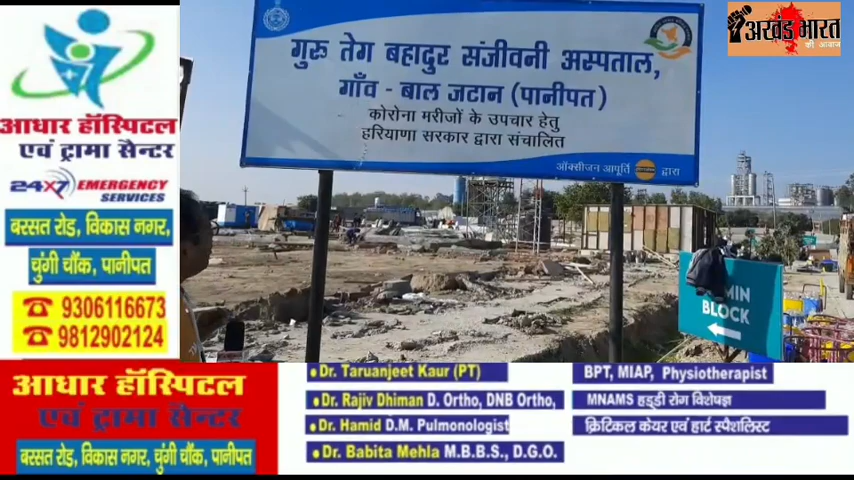 आधार हॉस्पिटल
एवं ट्रामा सैन्टर
24x7 EMERGENCY
SERVICES
बरसत रोड, विकास नगर,
चुंगी चौंक, पानीपत
9306116673
9812902124
गुरू तेग बहादुर संजीवनी अस्पताल,
गाँव - बाल जटान (पानीपत)
कोरोना मरीजों के उपचार हेतु
हरियाणा सरकार द्वारा संचालित
ऑक्सीजन आपूर्ति द्वारा
अखंड भारत
की आवाज
MIN
BLOCK
आधार हॉस्पिटल
एवं ट्रामा सैन्टर
बरसत रोड, विकास नगर, चुंगी चौंक, पानीपत
Dr. Taruanjeet Kaur (PT)
BPT, MIAP, Physiotherapist
Dr. Rajiv Dhiman D. Ortho, DNB Ortho,
MNAMS हड्डी रोग विशेषज्ञ
Dr. Hamid D.M. Pulmonologist
क्रिटिकल केयर एवं हार्ट स्पैशलिस्ट
Dr. Babita Mehla M.B.B.S., D.G.O.